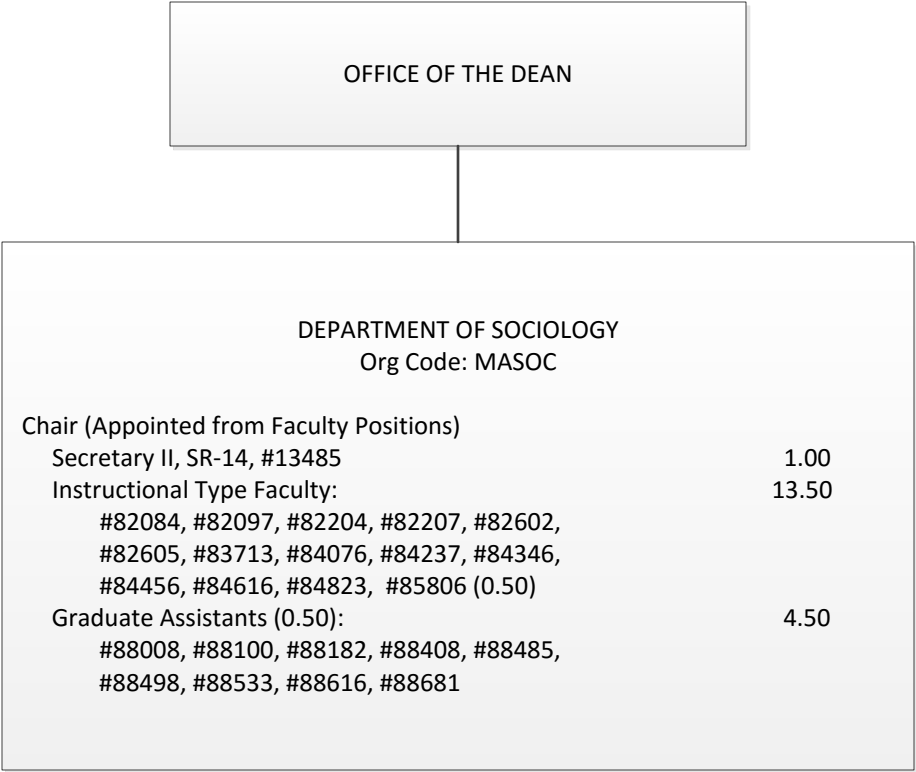 OFFICE OF THE DEAN
DEPARTMENT OF SOCIOLOGY
Org Code: MASOC
Chair (Appointed from Faculty Positions)
Secretary II, SR-14, #13485 1.00
Instructional Type Faculty: 13.50
#82084, #82097, #82204, #82207, #82602,
#82605, #83713, #84076, #84237, #84346,
#84456, #84616, #84823, #85806 (0.50)
Graduate Assistants (0.50): 4.50
#88008, #88100, #88182, #88408, #88485,
#88498, #88533, #88616, #88681